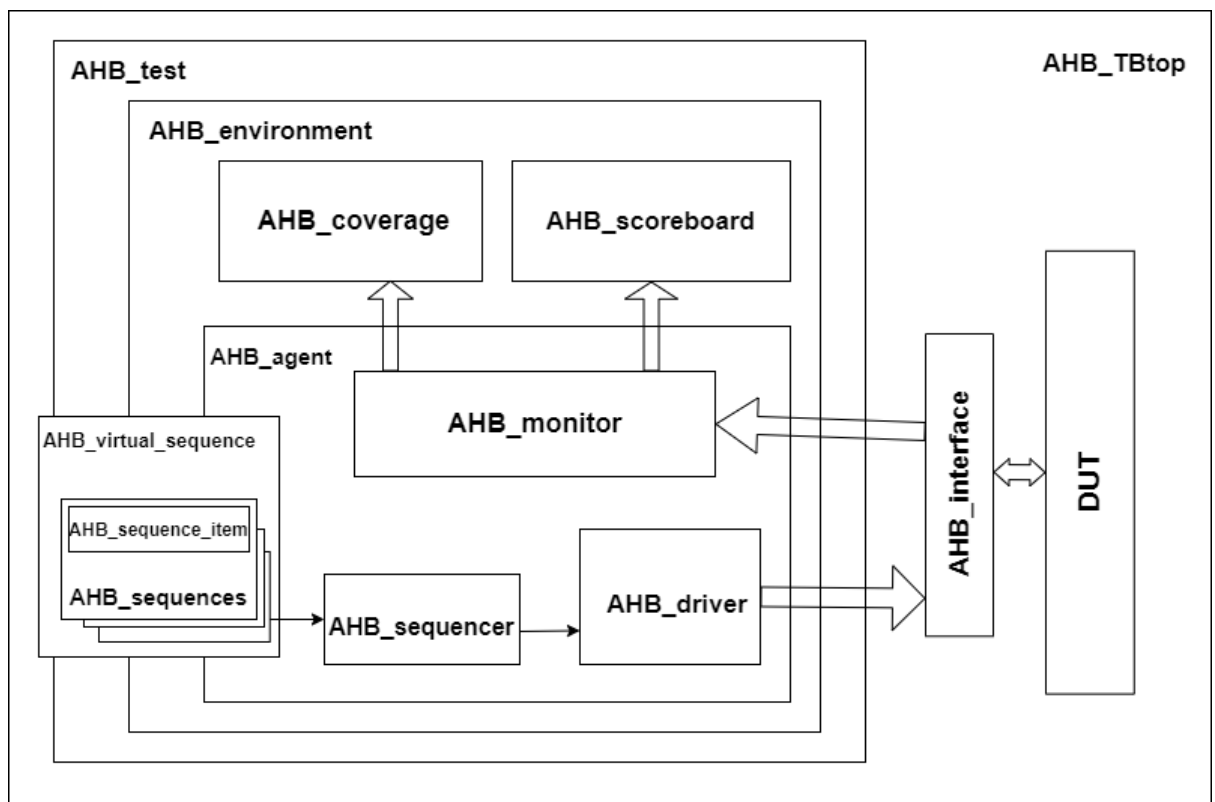 AHB_test
AHB_TBtop
AHB_environment
AHB_coverage
AHB_scoreboard
AHB_agent
AHB_monitor
AHB_virtual_sequence
AHB_sequence_item
AHB_sequences
AHB_sequencer
AHB_driver
AHB_interface
DUT